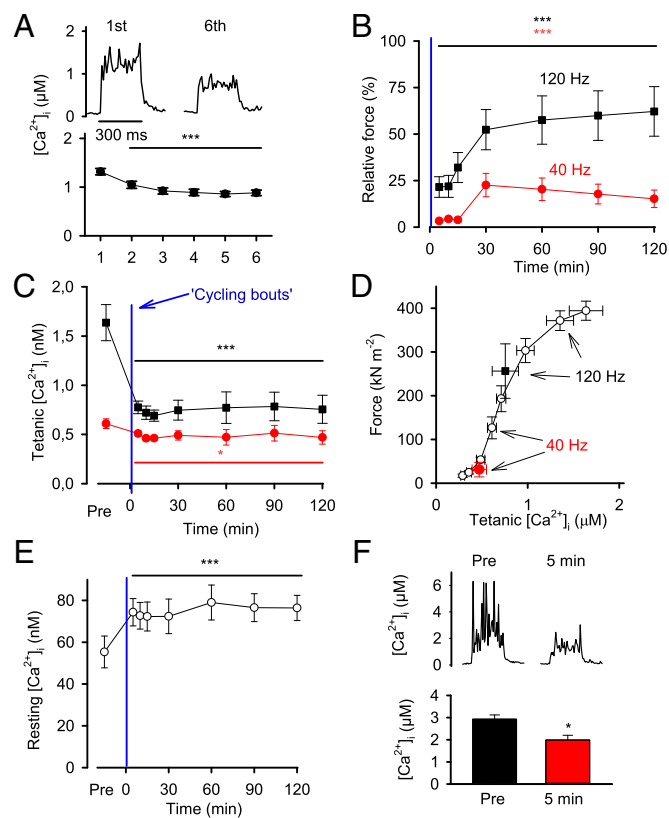 A
1st
6th
2
1
0
[Ca²⁺]ᵢ (μM)
300 ms
***
2
1
0
1 2 3 4 5 6
B
***
***
100
75
50
25
0
Relative force (%)
120 Hz
40 Hz
0 30 60 90 120
Time (min)
C
2,0
1,5
1,0
0,5
0,0
Tetanic [Ca²⁺]ᵢ (nM)
'Cycling bouts'
***
*
Pre 0 30 60 90 120
Time (min)
D
400
300
200
100
0
Force (kN m⁻²)
120 Hz
40 Hz
0 1 2
Tetanic [Ca²⁺]ᵢ (μM)
E
***
80
60
40
20
0
Resting [Ca²⁺]ᵢ (nM)
Pre 0 30 60 90 120
Time (min)
F
Pre 5 min
6
4
2
0
[Ca²⁺]ᵢ (μM)
4
3
2
1
0
[Ca²⁺]ᵢ (μM)
*
Pre 5 min